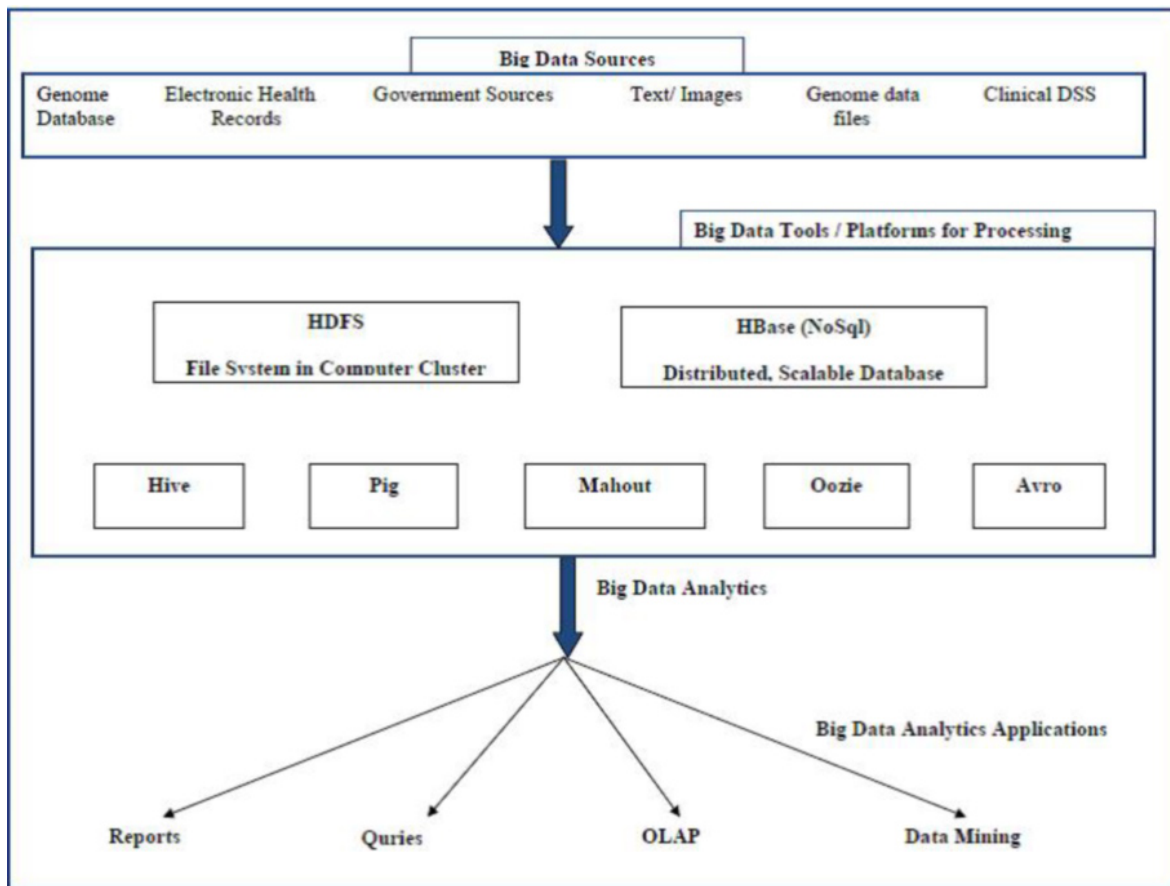 Big Data Sources
Genome Database
Electronic Health Records
Government Sources
Text/ Images
Genome data files
Clinical DSS
Big Data Tools / Platforms for Processing
HDFS
File System in Computer Cluster
HBase (NoSql)
Distributed, Scalable Database
Hive
Pig
Mahout
Oozie
Avro
Big Data Analytics
Big Data Analytics Applications
Reports
Quries
OLAP
Data Mining